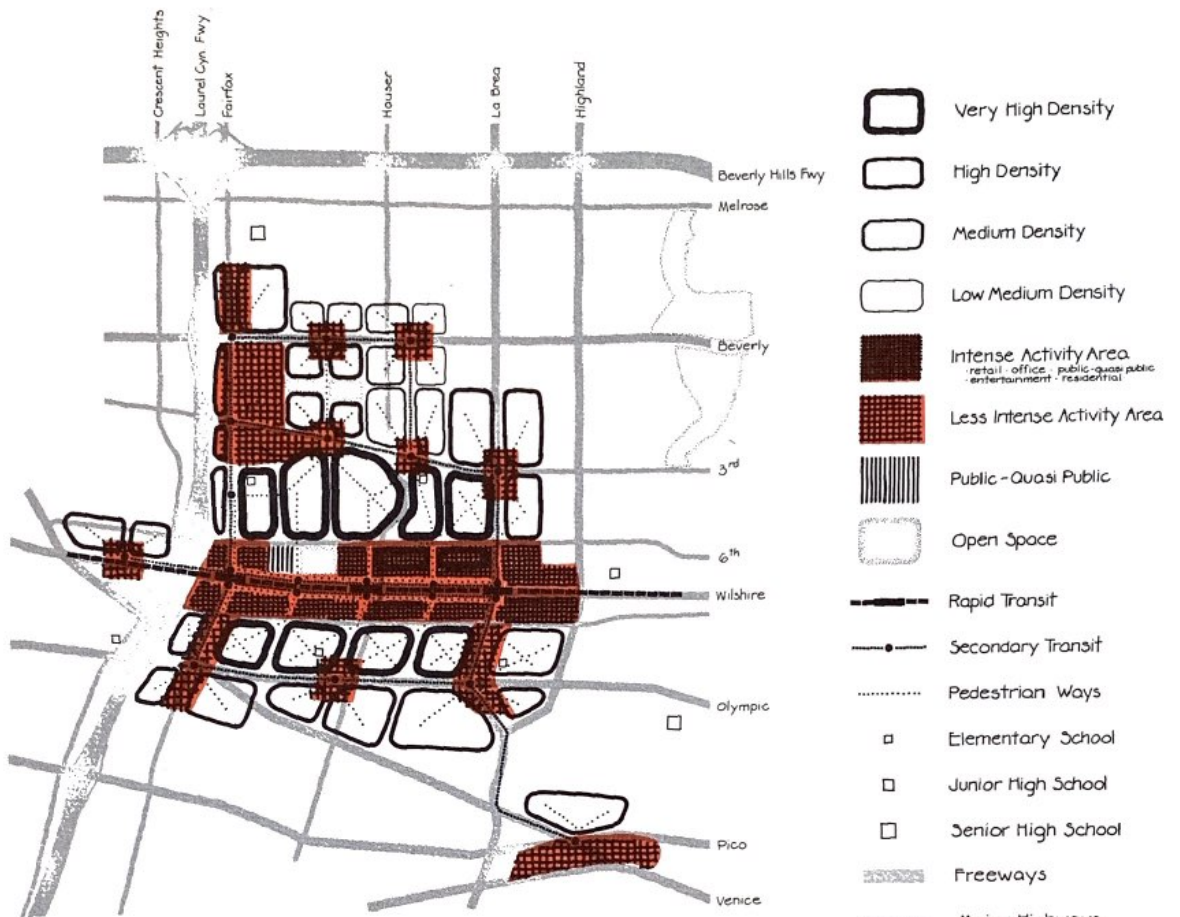 Crescent Heights
Laurel Cyn Fwy
Fairfax
Hauser
La Brea
Highland
Beverly Hills Fwy
Melrose
Beverly
3rd
6th
Wilshire
Olympic
Pico
Venice
Very High Density
High Density
Medium Density
Low Medium Density
Intense Activity Area
· retail · office · public-quasi public
· entertainment · residential
Less Intense Activity Area
Public-Quasi Public
Open Space
Rapid Transit
Secondary Transit
Pedestrian Ways
Elementary School
Junior High School
Senior High School
Freeways